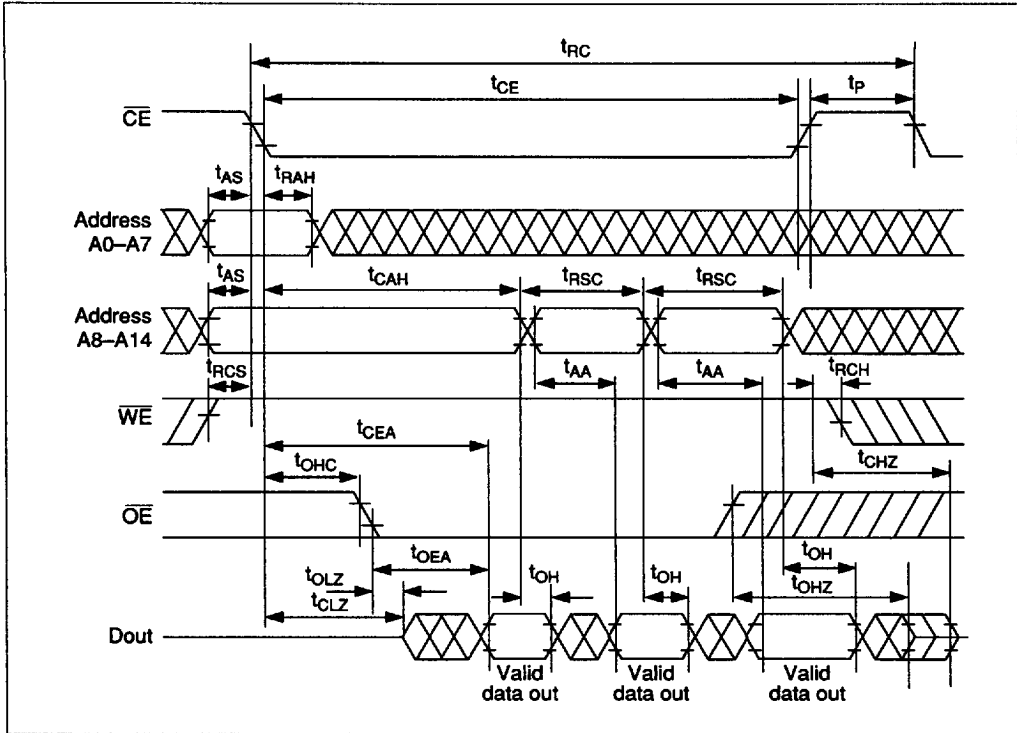 tRC
tCE
tP
CE
tAS
tRAH
Address
A0–A7
tAS
tCAH
tRSC
tRSC
Address
A8–A14
tRCS
tAA
tAA
tRCH
WE
tCEA
tOHC
tCHZ
OE
tOEA
tOH
tOLZ
tOH
tOH
tOHZ
tCLZ
Dout
Valid
data out
Valid
data out
Valid
data out